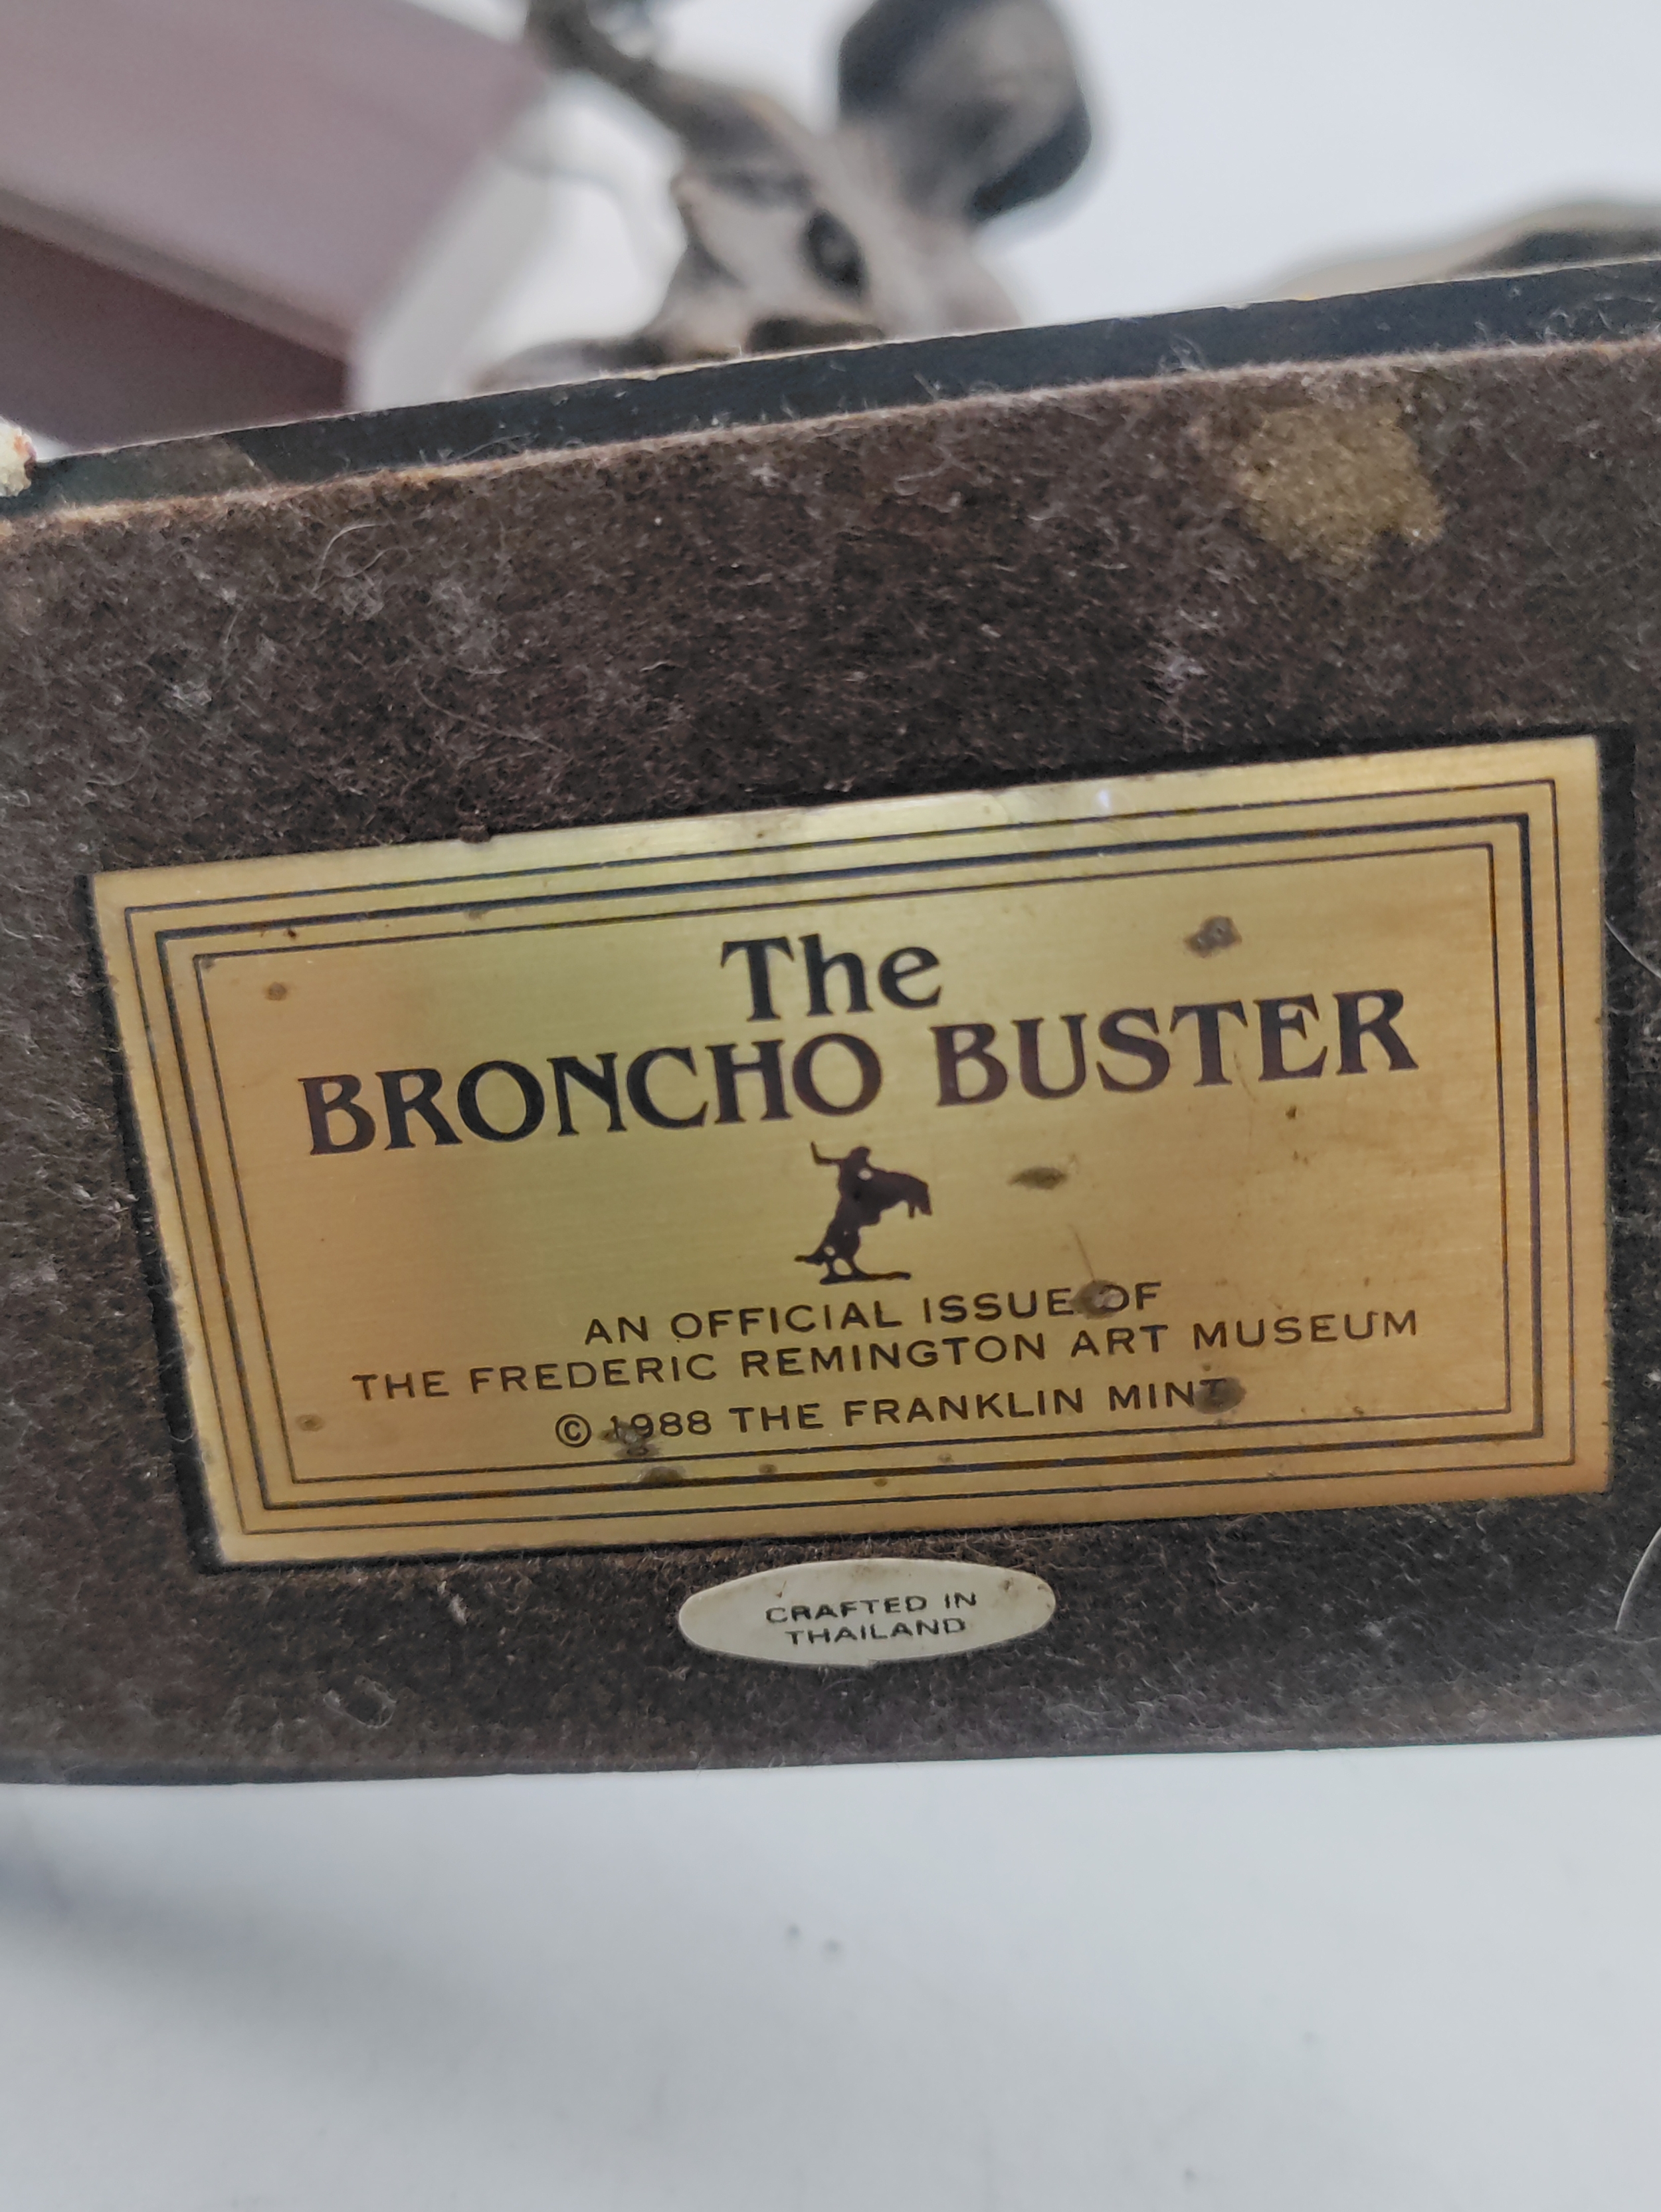 The
BRONCHO BUSTER
AN OFFICIAL ISSUE OF
THE FREDERIC REMINGTON ART MUSEUM
© 1988 THE FRANKLIN MINT
CRAFTED IN
THAILAND